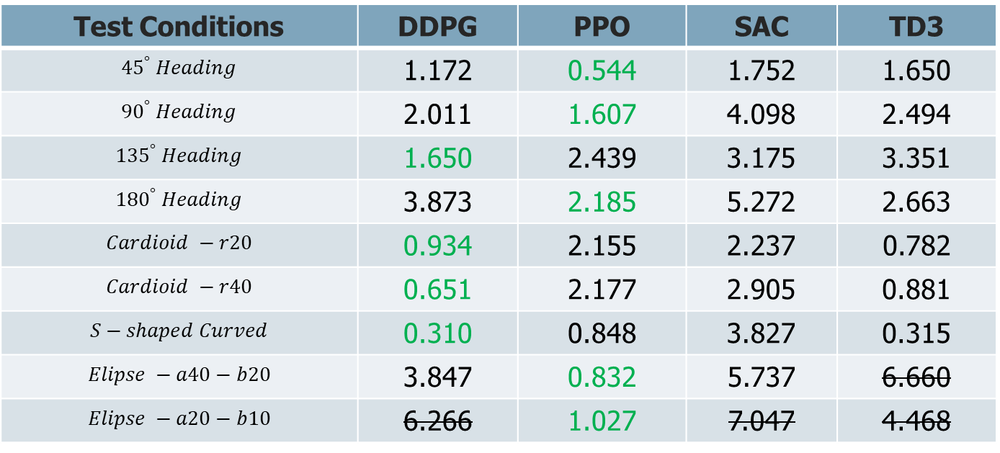 Test Conditions DDPG PPO SAC TD3
45° Heading 1.172 0.544 1.752 1.650
90° Heading 2.011 1.607 4.098 2.494
135° Heading 1.650 2.439 3.175 3.351
180° Heading 3.873 2.185 5.272 2.663
Cardioid − r20 0.934 2.155 2.237 0.782
Cardioid − r40 0.651 2.177 2.905 0.881
S − shaped Curved 0.310 0.848 3.827 0.315
Elipse − a40 − b20 3.847 0.832 5.737 6.660
Elipse − a20 − b10 6.266 1.027 7.047 4.468